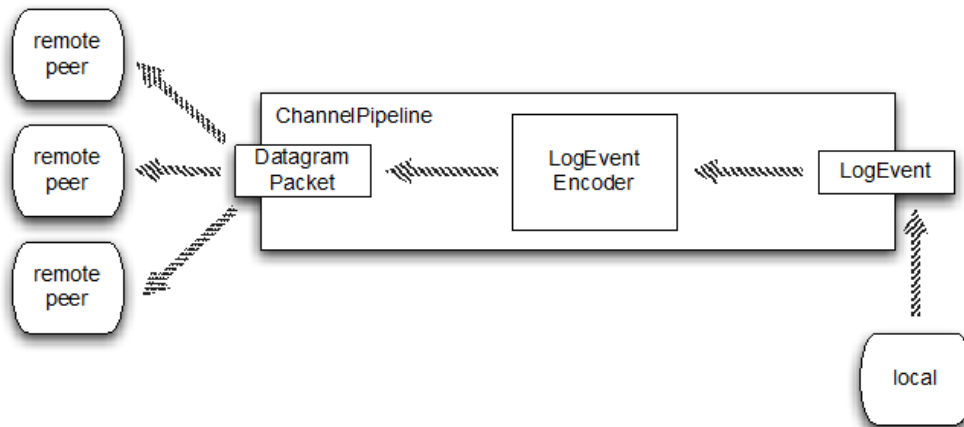 remote
peer
ChannelPipeline
remote
peer
Datagram
Packet
LogEvent
Encoder
LogEvent
remote
peer
local